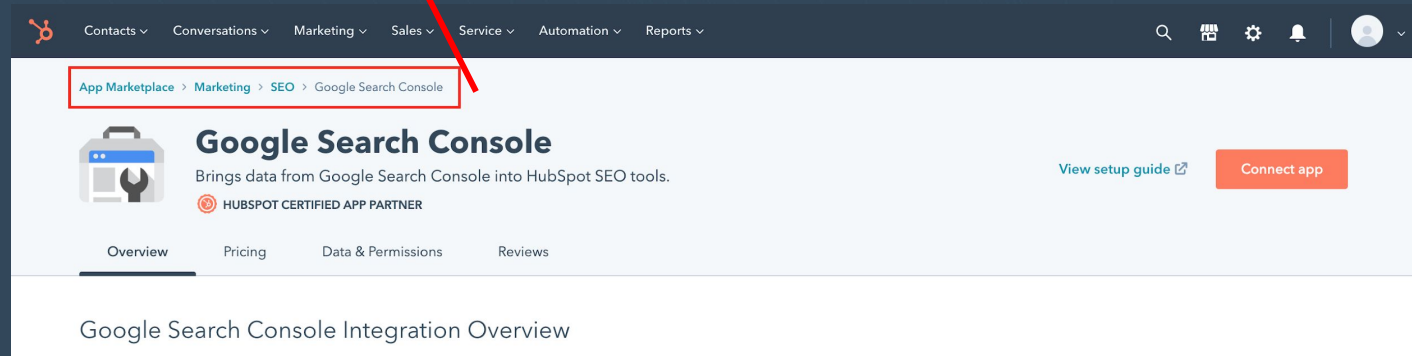 Contacts Conversations Marketing Sales Service Automation Reports
App Marketplace > Marketing > SEO > Google Search Console
Google Search Console
Brings data from Google Search Console into HubSpot SEO tools.
HUBSPOT CERTIFIED APP PARTNER
View setup guide
Connect app
Overview Pricing Data & Permissions Reviews
Google Search Console Integration Overview